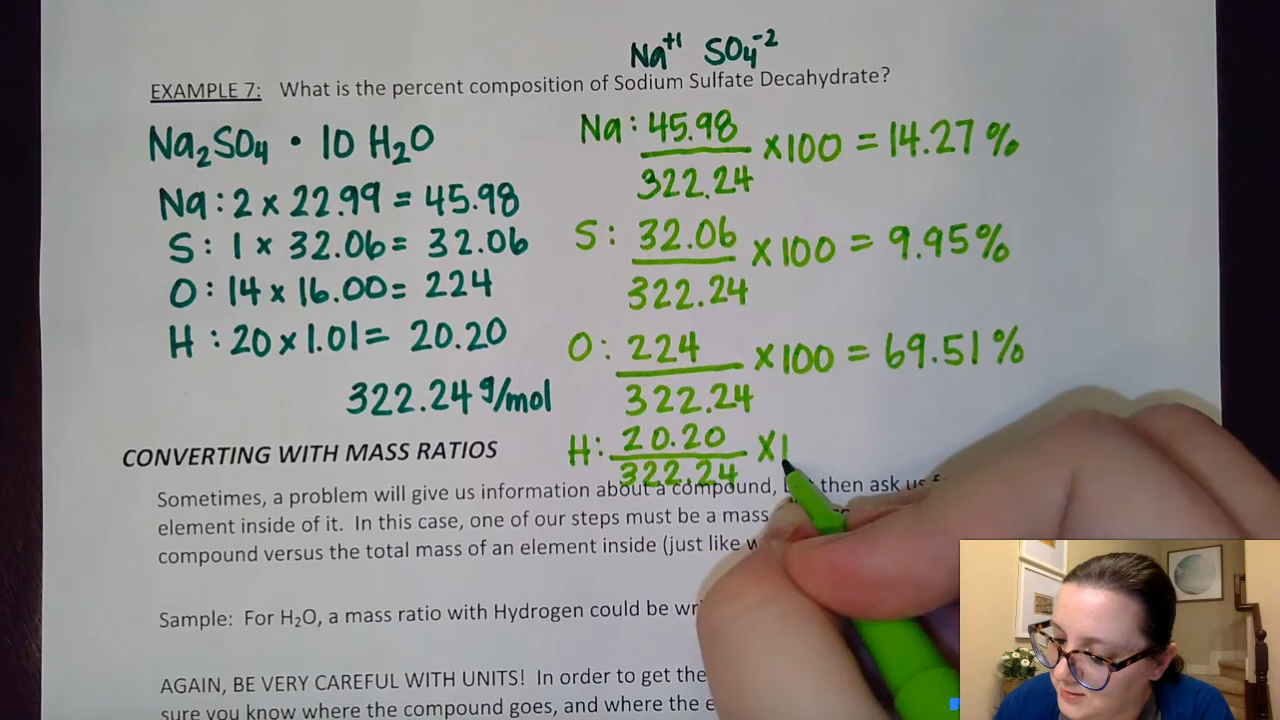 Na⁺¹ SO₄⁻²
EXAMPLE 7: What is the percent composition of Sodium Sulfate Decahydrate?
Na₂SO₄ • 10 H₂O
Na: 2 x 22.99 = 45.98
S: 1 x 32.06 = 32.06
O: 14 x 16.00 = 224
H: 20 x 1.01 = 20.20
322.24 g/mol
Na: 45.98
322.24
x100 = 14.27 %
S: 32.06
322.24
x100 = 9.95%
O: 224
322.24
x100 = 69.51 %
H: 20.20
322.24
x1
CONVERTING WITH MASS RATIOS
Sometimes, a problem will give us information about a compound, then ask us
element inside of it. In this case, one of our steps must be a mass
compound versus the total mass of an element inside (just like
Sample: For H₂O, a mass ratio with Hydrogen could be
AGAIN, BE VERY CAREFUL WITH UNITS! In order to get the
sure you know where the compound goes, and where the